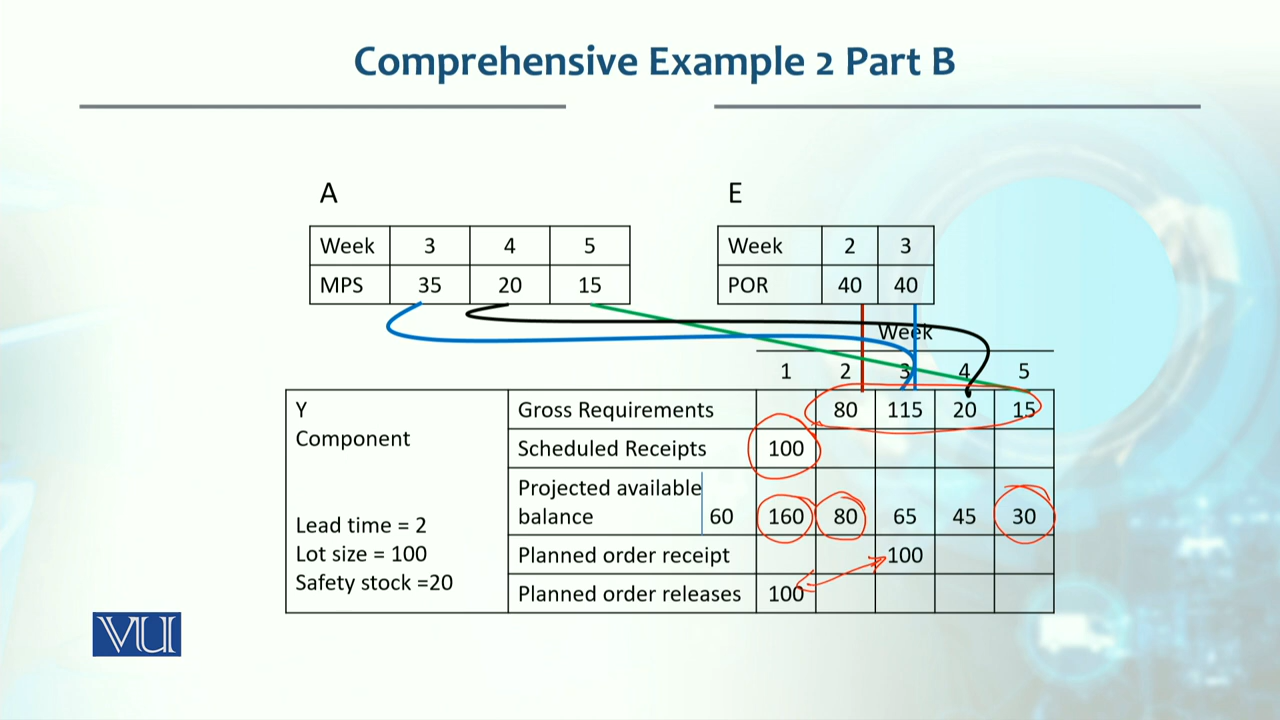 Comprehensive Example 2 Part B
A
Week 3 4 5
MPS 35 20 15
E
Week 2 3
POR 40 40
Week
1 2 3 4 5
Y
Component
Lead time = 2
Lot size = 100
Safety stock =20
Gross Requirements 80 115 20 15
Scheduled Receipts 100
Projected available
balance 60 160 80 65 45 30
Planned order receipt 100
Planned order releases 100
VU